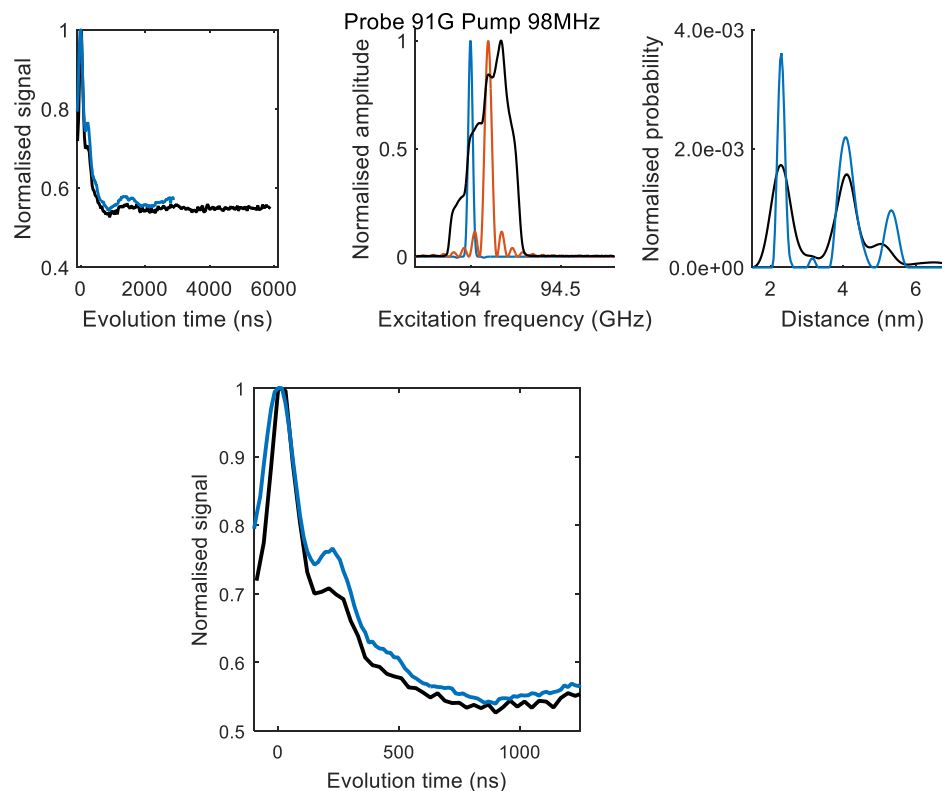 Probe 91G Pump 98MHz
1
0.8
0.6
0.4
0
2000
4000
6000
Normalised signal
Evolution time (ns)
1
0.5
0
94
94.5
Normalised amplitude
Excitation frequency (GHz)
4.0e-03
2.0e-03
0.0e+00
2
4
6
Normalised probability
Distance (nm)
1
0.9
0.8
0.7
0.6
0.5
0
500
1000
Normalised signal
Evolution time (ns)